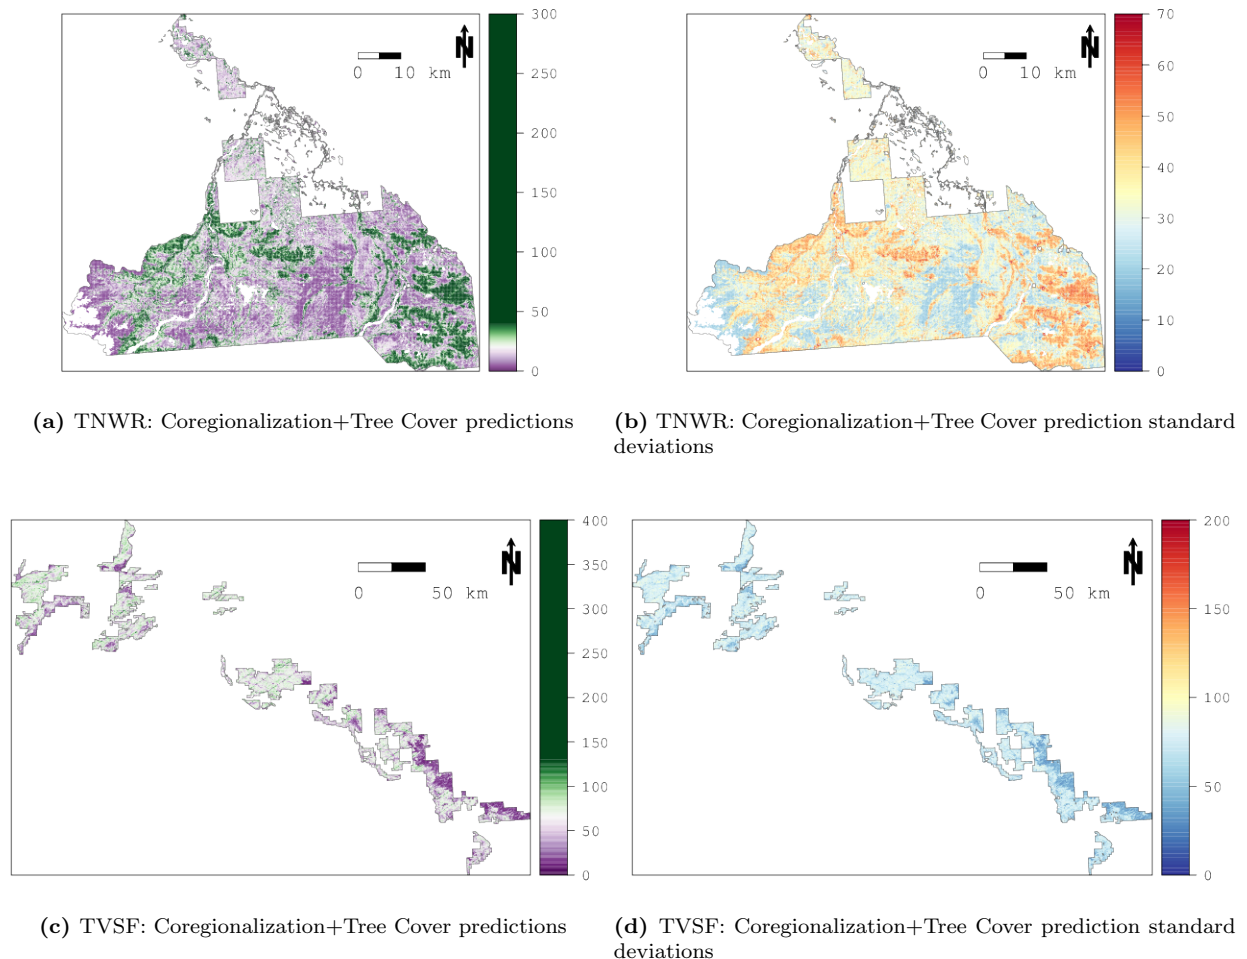 300
250
200
150
100
50
0
N
0 10 km
70
60
50
40
30
20
10
0
N
0 10 km
(a) TNWR: Coregionalization+Tree Cover predictions
(b) TNWR: Coregionalization+Tree Cover prediction standard
deviations
400
350
300
250
200
150
100
50
0
N
0 50 km
200
150
100
50
0
N
0 50 km
(c) TVSF: Coregionalization+Tree Cover predictions
(d) TVSF: Coregionalization+Tree Cover prediction standard
deviations